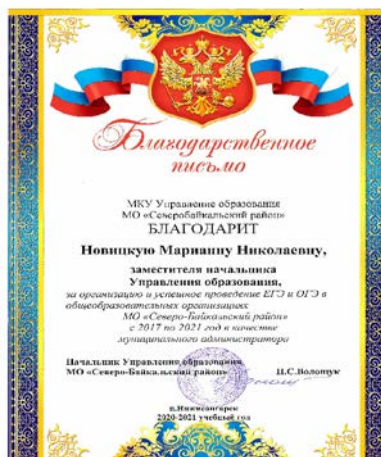 Благодарственное
письмо
МКУ Управление образования
МО «Северобайкальский район»
БЛАГОДАРИТ
Новицкую Марианну Николаевну,
заместителя начальника
Управления образования,
за организацию и успешное проведение ЕГЭ и ОГЭ в
общеобразовательных организациях
МО «Северо-Байкальский район»
с 2017 по 2021 год в качестве
муниципального администратора
Начальник Управления образования
МО «Северо-Байкальский район» П.С.Волощук
п.Нижнеангарск
2020-2021 учебный год